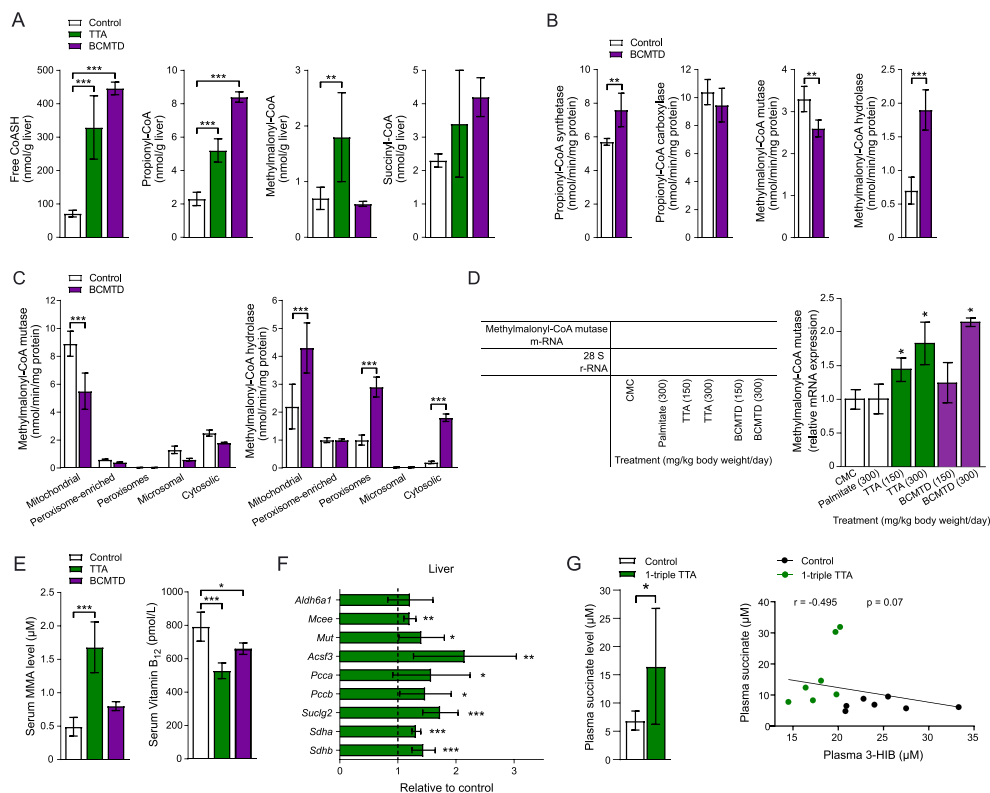 A
Control
TTA
BCMTD
Free CoASH
(nmol/g liver)
500
400
300
200
100
0
***
***
Propionyl-CoA
(nmol/g liver)
10
8
6
4
2
0
***
***
Methylmalonyl-CoA
(nmol/g liver)
3
2
1
0
**
Succinyl-CoA
(nmol/g liver)
5
4
3
2
1
0
B
Control
BCMTD
Propionyl-CoA synthetase
(nmol/min/mg protein)
10
8
6
4
2
0
**
Propionyl-CoA carboxylase
(nmol/min/mg protein)
12
10
8
6
4
2
0
Methylmalonyl-CoA mutase
(nmol/min/mg protein)
4
3
2
1
0
**
Methylmalonyl-CoA hydrolase
(nmol/min/mg protein)
2.5
2.0
1.5
1.0
0.5
0.0
***
C
Control
BCMTD
Methylmalonyl-CoA mutase
(nmol/min/mg protein)
12
10
8
6
4
2
0
***
Mitochondrial
Peroxisome-enriched
Peroxisomes
Microsomal
Cytosolic
Methylmalonyl-CoA hydrolase
(nmol/min/mg protein)
6
5
4
3
2
1
0
***
***
***
Mitochondrial
Peroxisome-enriched
Peroxisomes
Microsomal
Cytosolic
D
Methylmalonyl-CoA mutase
m-RNA
28 S
r-RNA
CMC
Palmitate (300)
TTA (150)
TTA (300)
BCMTD (150)
BCMTD (300)
Treatment (mg/kg body weight/day)
Methylmalonyl-CoA mutase
(relative mRNA expression)
2.5
2.0
1.5
1.0
0.5
0.0
*
*
*
CMC
Palmitate (300)
TTA (150)
TTA (300)
BCMTD (150)
BCMTD (300)
Treatment (mg/kg body weight/day)
E
Control
TTA
BCMTD
Serum MMA level (µM)
2.5
2.0
1.5
1.0
0.5
0.0
***
Serum Vitamin B12 (pmol/L)
1000
800
600
400
200
0
*
***
F
Liver
Aldh6a1
Mcee
**
Mut
*
Acsf3
**
Pcca
*
Pccb
*
Suclg2
***
Sdha
***
Sdhb
***
0
1
2
3
Relative to control
G
Control
1-triple TTA
Plasma succinate level (µM)
30
20
10
0
*
Control
1-triple TTA
r = -0.495
p = 0.07
Plasma succinate (µM)
40
30
20
10
0
15
20
25
30
35
Plasma 3-HIB (µM)